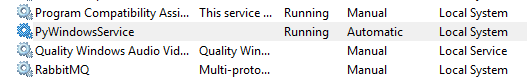 Program Compatibility Assi... This service ... Running Manual Local System
PyWindowsService Running Automatic Local System
Quality Windows Audio Vid... Quality Win... Manual Local Service
RabbitMQ Multi-proto... Manual Local System